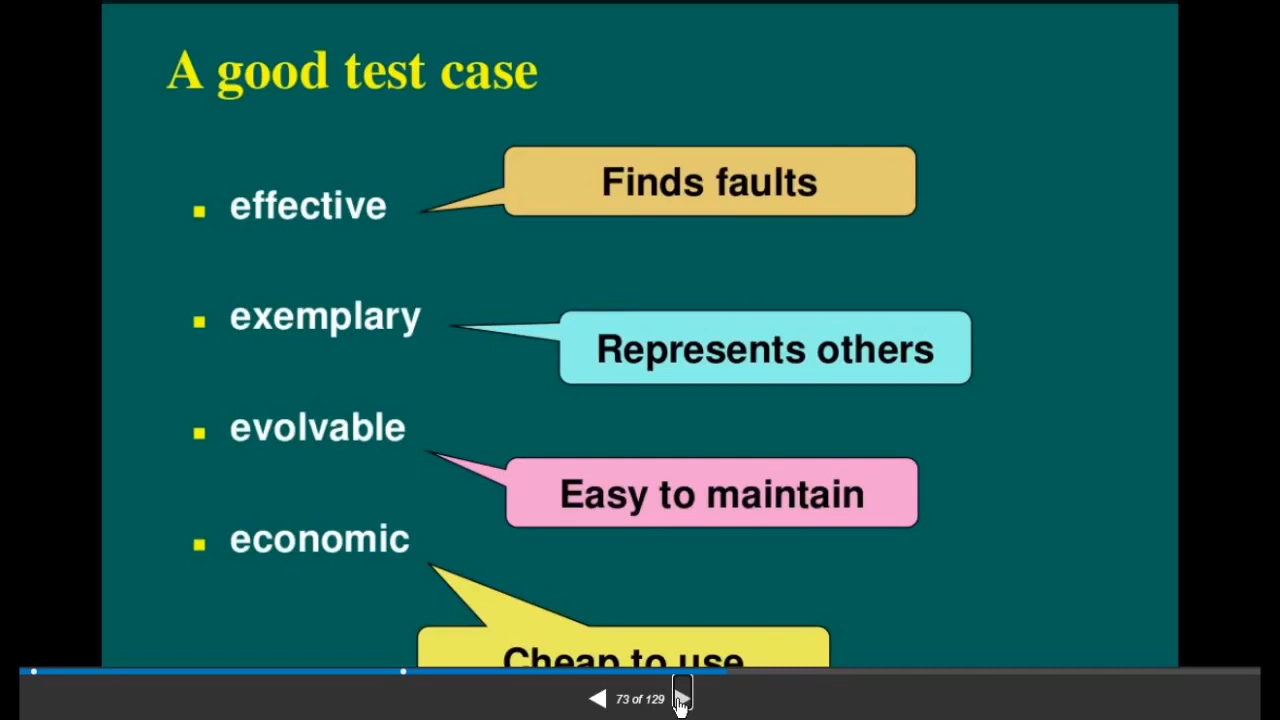 A good test case
effective
Finds faults
exemplary
Represents others
evolvable
Easy to maintain
economic
Cheap to use
73 of 129